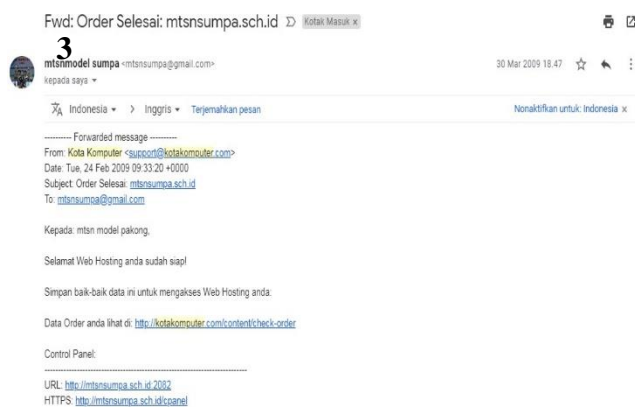 Fwd: Order Selesai: mtsnsumpa.sch.id Kotak Masuk x
3
mtsnmodel sumpa <mtsnsumpa@gmail.com> 30 Mar 2009 18.47
kepada saya
Indonesia > Inggris Terjemahkan pesan Nonaktifkan untuk: Indonesia x
---------- Forwarded message ----------
From: Kota Komputer <support@kotakomputer.com>
Date: Tue, 24 Feb 2009 09:33:20 +0000
Subject: Order Selesai: mtsnsumpa.sch.id
To: mtsnsumpa@gmail.com
Kepada: mtsn model pakong,
Selamat Web Hosting anda sudah siap!
Simpan baik-baik data ini untuk mengakses Web Hosting anda:
Data Order anda lihat di: http://kotakomputer.com/content/check-order
Control Panel:
----------------------------------------------------------------------
URL: http://mtsnsumpa.sch.id:2082
HTTPS: http://mtsnsumpa.sch.id/cpanel